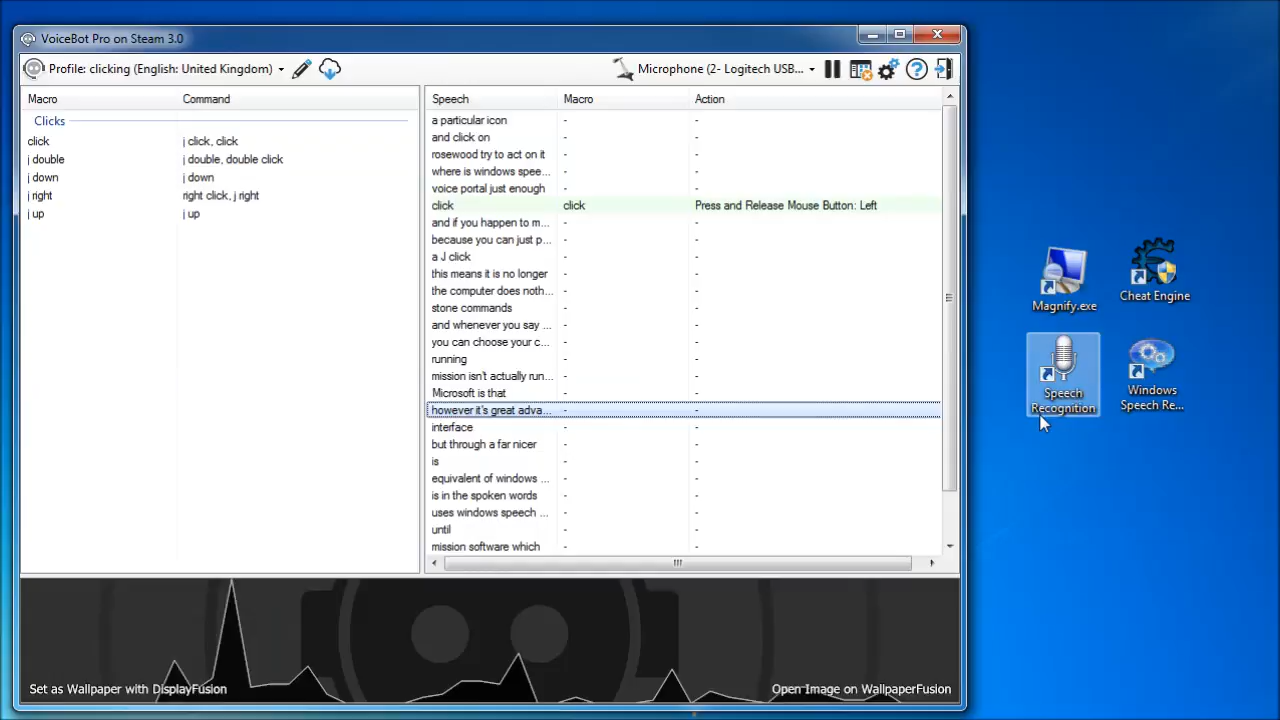 VoiceBot Pro on Steam 3.0
Profile: clicking (English: United Kingdom)
Microphone (2- Logitech USB...
Macro Command
Clicks
click j click, click
j double j double, double click
j down j down
j right right click, j right
j up j up
Speech Macro Action
a particular icon - -
and click on - -
rosewood try to act on it - -
where is windows spee... - -
voice portal just enough - -
click click Press and Release Mouse Button: Left
and if you happen to m... - -
because you can just p... - -
a J click - -
this means it is no longer - -
the computer does noth... - -
stone commands - -
and whenever you say ... - -
you can choose your c... - -
running - -
mission isn't actually run... - -
Microsoft is that - -
however it's great adva... - -
interface - -
but through a far nicer - -
is - -
equivalent of windows ... - -
is in the spoken words - -
uses windows speech ... - -
until - -
mission software which - -
Set as Wallpaper with DisplayFusion
Open Image on WallpaperFusion
Magnify.exe
Cheat Engine
Speech
Recognition
Windows
Speech Re...